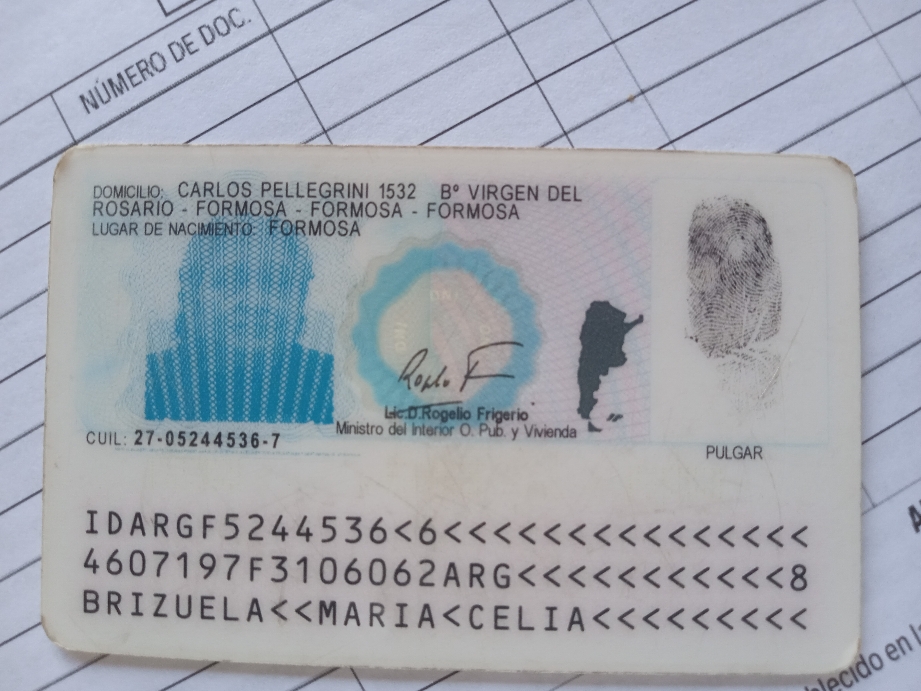 NÚMERO DE DOC.
DOMICILIO: CARLOS PELLEGRINI 1532 Bº VIRGEN DEL
ROSARIO - FORMOSA - FORMOSA - FORMOSA
LUGAR DE NACIMIENTO: FORMOSA
Lic.D.Rogelio Frigerio
Ministro del Interior O. Pub. y Vivienda
CUIL: 27-05244536-7
PULGAR
IDARGF5244536<6<<<<<<<<<<<<<<<
4607197F3106062ARG<<<<<<<<<<<8
BRIZUELA<<MARIA<CELIA<<<<<<<<<